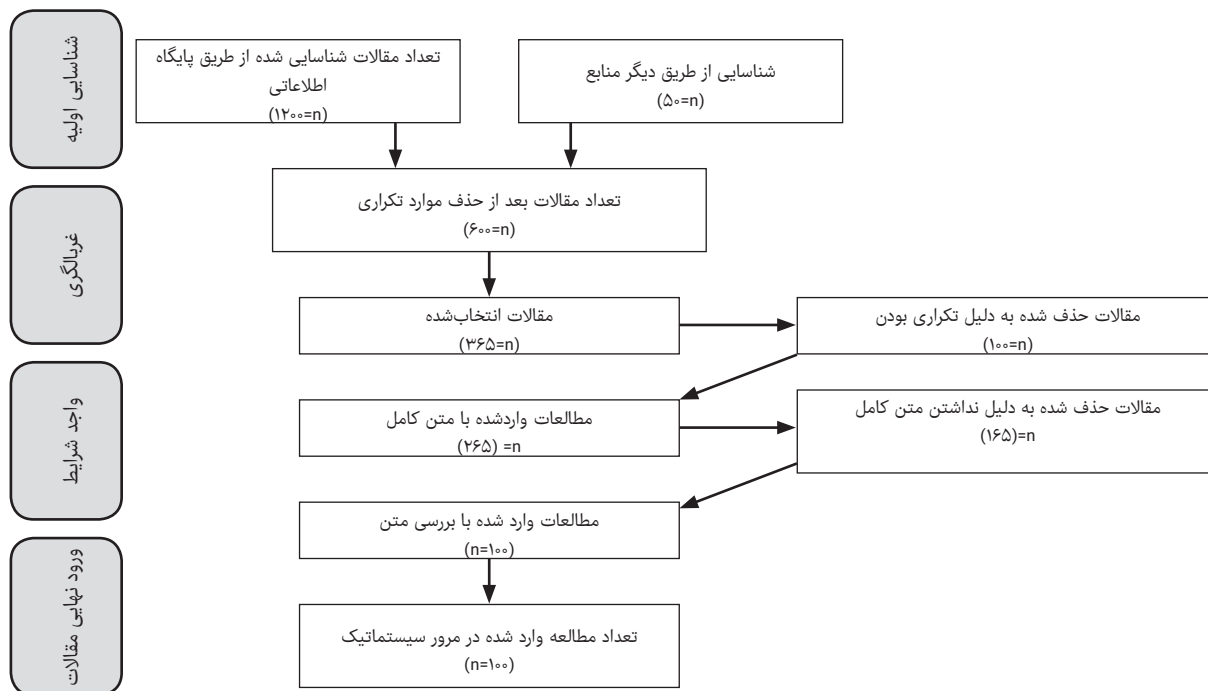 شناسایی اولیه
شناسایی از طریق دیگر منابع
(n=۵۰)
تعداد مقالات شناسایی شده از طریق پایگاه
اطلاعاتی
(n=۱۲۰۰)
غربالگری
تعداد مقالات بعد از حذف موارد تکراری
(n=۶۰۰)
مقالات انتخاب‌شده
(n=۳۶۵)
مقالات حذف شده به دلیل تکراری بودن
(n=۱۰۰)
واجد شرایط
مطالعات واردشده با متن کامل
n= (۲۶۵)
مقالات حذف شده به دلیل نداشتن متن کامل
n=(۱۶۵)
مطالعات وارد شده با بررسی متن
(n=۱۰۰)
ورود نهایی مقالات
تعداد مطالعه وارد شده در مرور سیستماتیک
(n=۱۰۰)